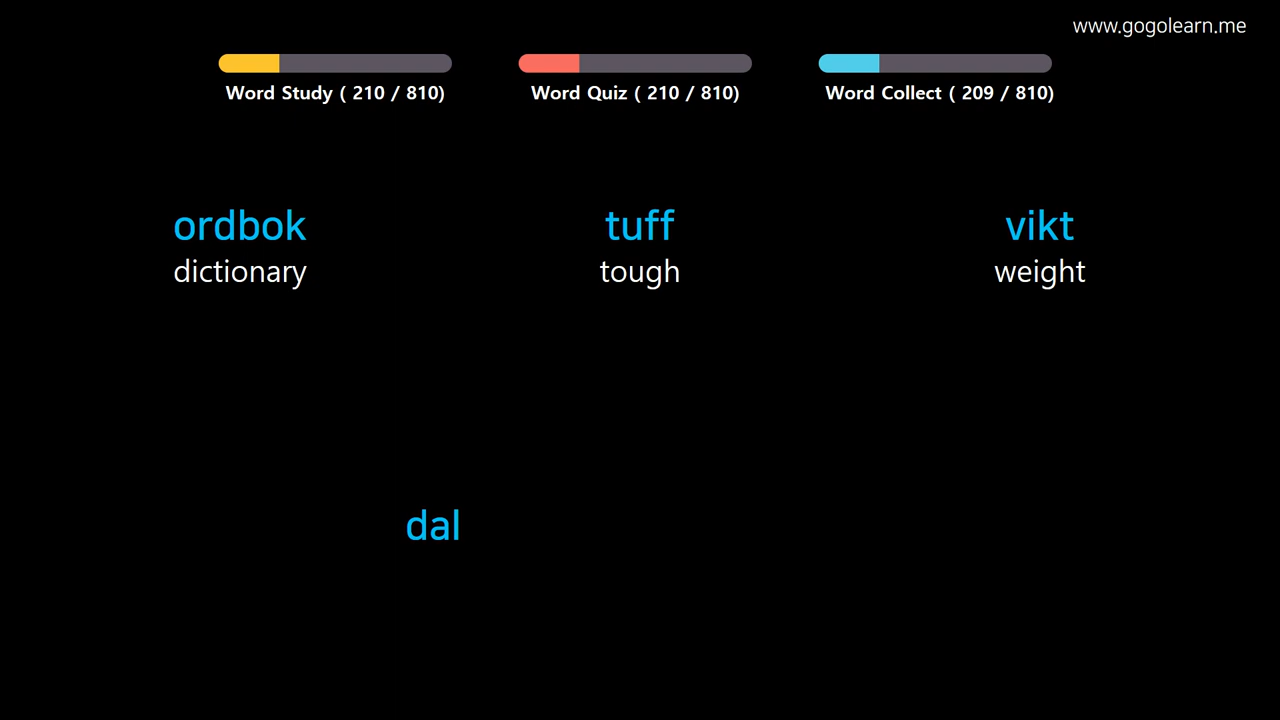 www.gogolearn.me
Word Study ( 210 / 810)
Word Quiz ( 210 / 810)
Word Collect ( 209 / 810)
ordbok
dictionary
tuff
tough
vikt
weight
dal